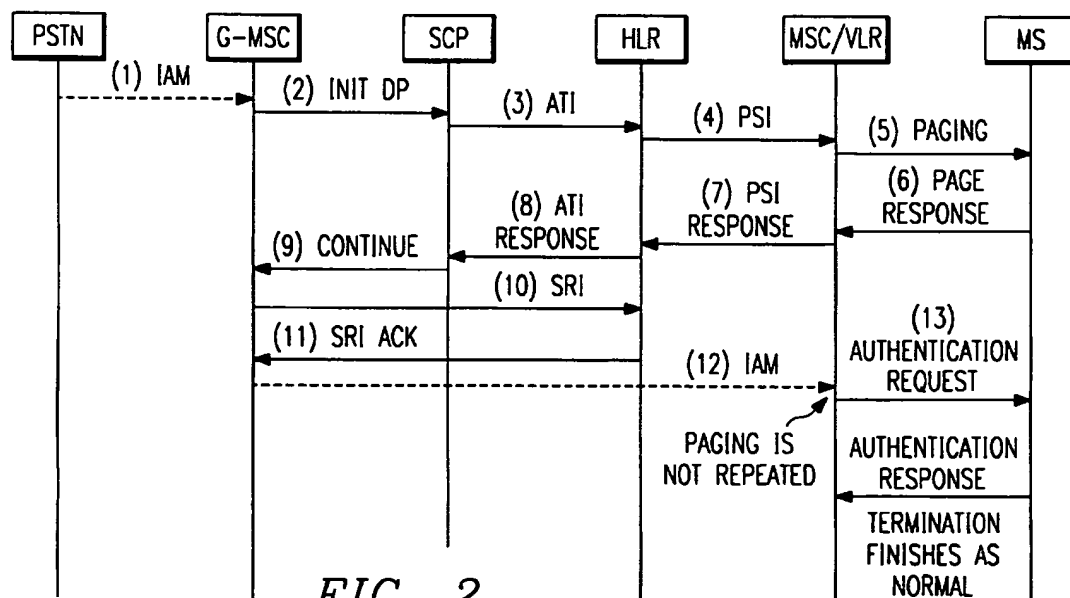 PSTN G-MSC SCP HLR MSC/VLR MS
(1) IAM
(2) INIT DP
(3) ATI
(4) PSI
(5) PAGING
(6) PAGE
RESPONSE
(7) PSI
RESPONSE
(8) ATI
RESPONSE
(9) CONTINUE
(10) SRI
(11) SRI ACK
(12) IAM
(13)
AUTHENTICATION
REQUEST
PAGING IS
NOT REPEATED
AUTHENTICATION
RESPONSE
TERMINATION
FINISHES AS
NORMAL
FIG. 2